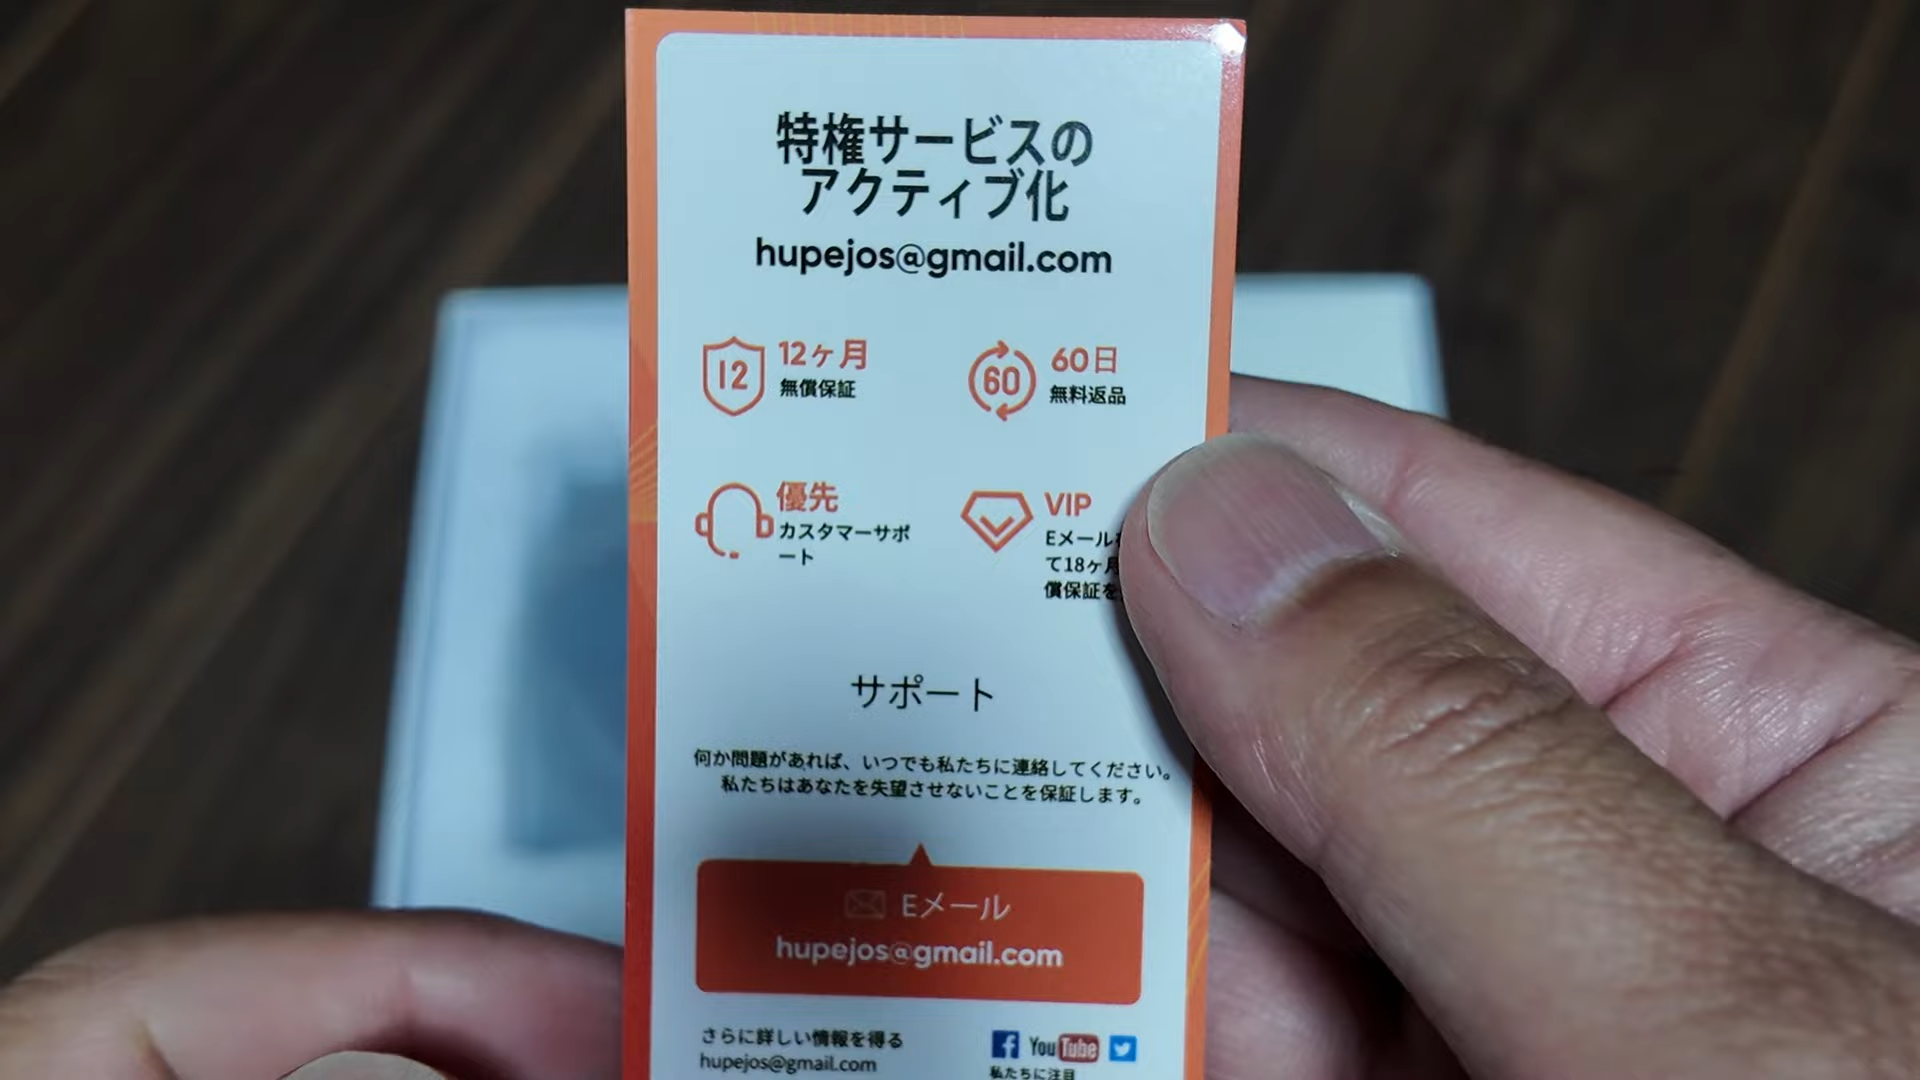 特権サービスの
アクティブ化
hupejos@gmail.com
12
12ヶ月
無償保証
60
60日
無料返品
優先
カスタマーサポ
ート
VIP
Eメール
て18ヶ月
償保証を
サポート
何か問題があれば、いつでも私たちに連絡してください。
私たちはあなたを失望させないことを保証します。
Eメール
hupejos@gmail.com
さらに詳しい情報を得る
hupejos@gmail.com
f YouTube
私たちに注目